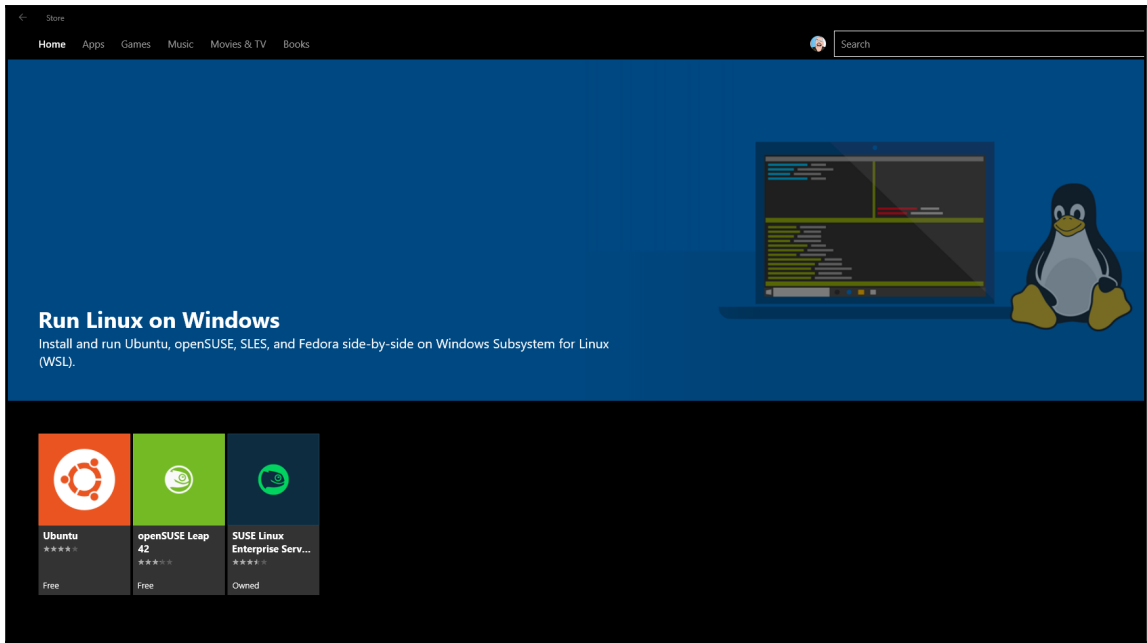 Store
Home Apps Games Music Movies & TV Books
Search
Run Linux on Windows
Install and run Ubuntu, openSUSE, SLES, and Fedora side-by-side on Windows Subsystem for Linux
(WSL).
Ubuntu
Free
openSUSE Leap
42
Free
SUSE Linux
Enterprise Serv...
Owned